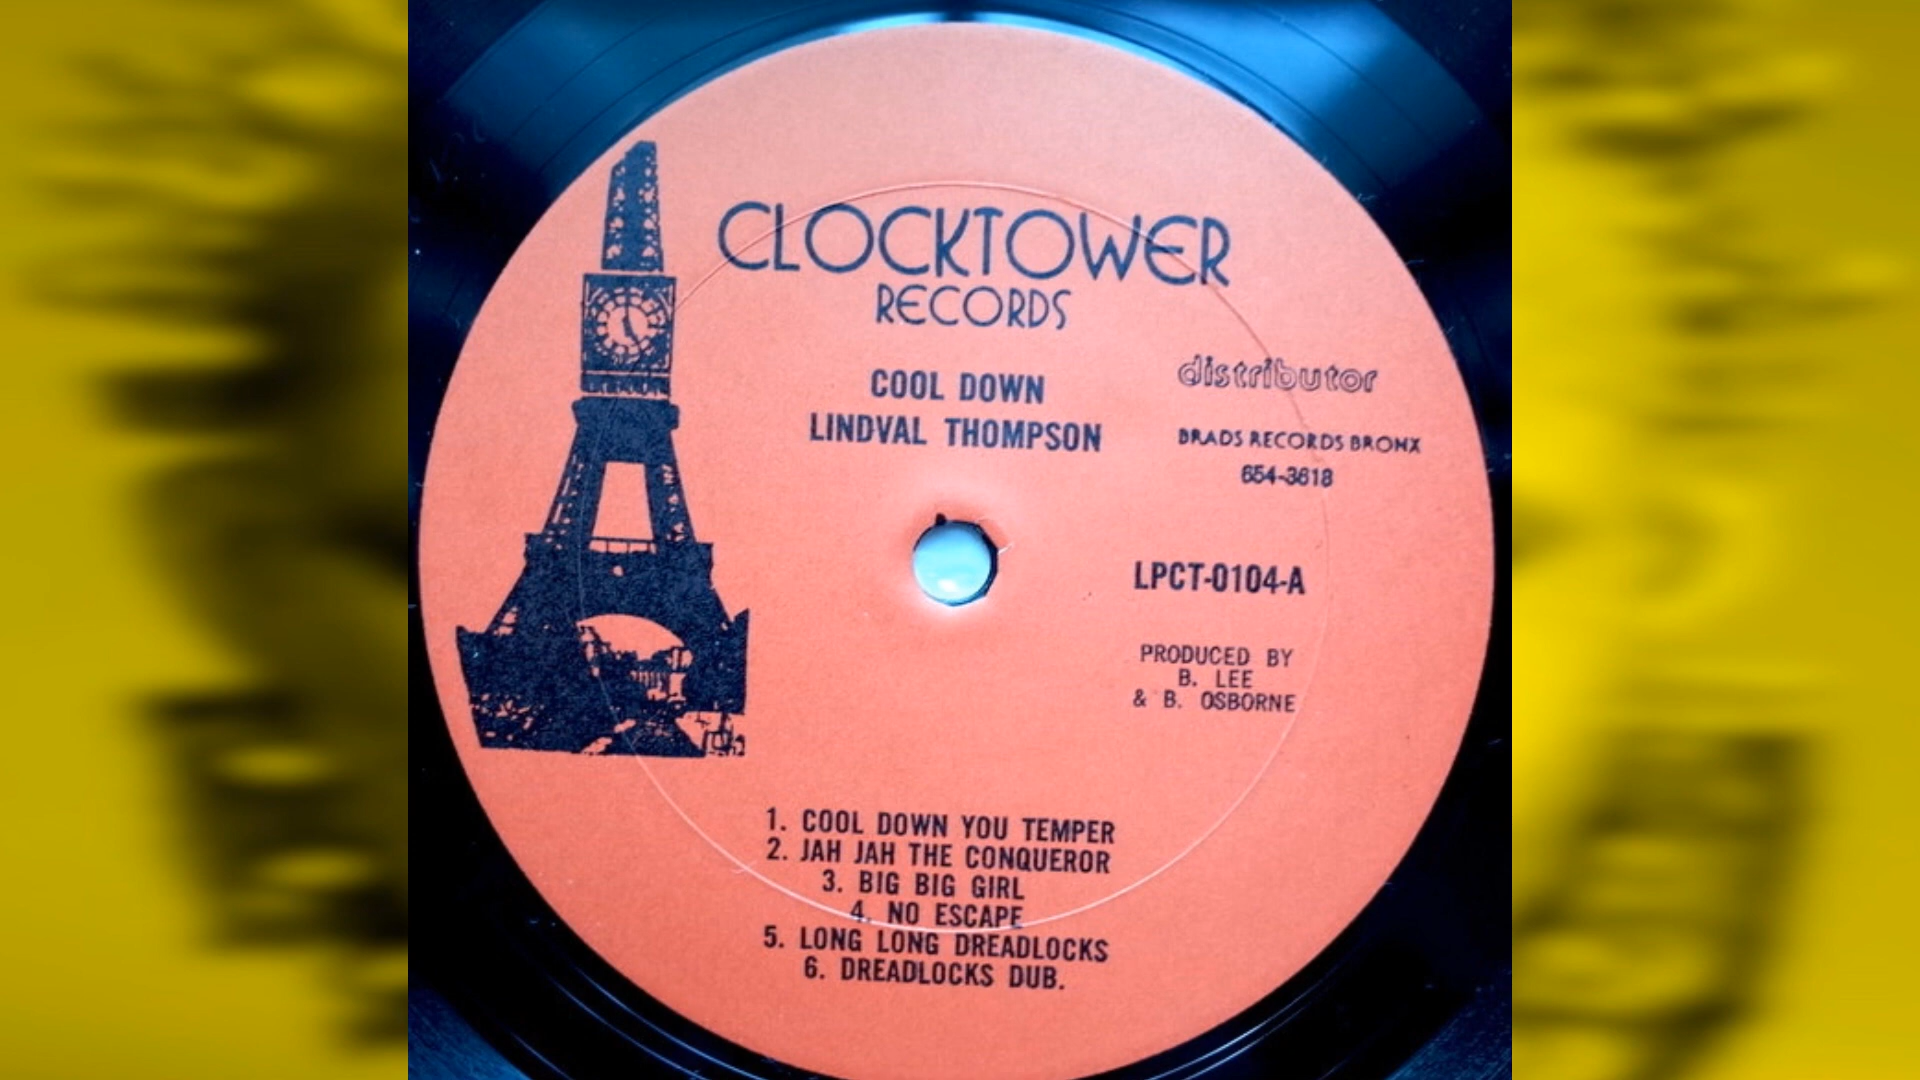 CLOCKTOWER
RECORDS
COOL DOWN
LINDVAL THOMPSON
distributor
BRADS RECORDS BRONX
654-3618
LPCT-0104-A
PRODUCED BY
B. LEE
& B. OSBORNE
1. COOL DOWN YOU TEMPER
2. JAH JAH THE CONQUEROR
3. BIG BIG GIRL
4. NO ESCAPE
5. LONG LONG DREADLOCKS
6. DREADLOCKS DUB.